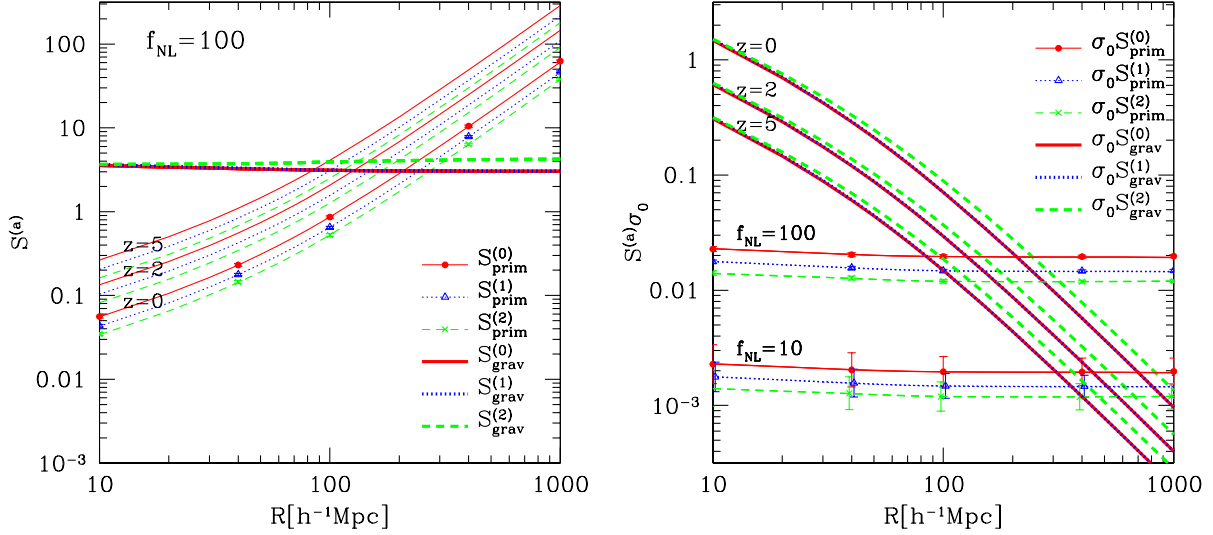 f_NL=100
S^(a)
100
10
1
0.1
0.01
10^−3
z=5
z=2
z=0
S^(0)_prim
S^(1)_prim
S^(2)_prim
S^(0)_grav
S^(1)_grav
S^(2)_grav
10
100
1000
R[h^−1Mpc]
S^(a)σ_0
1
0.1
0.01
10^−3
z=0
z=2
z=5
f_NL=100
f_NL=10
σ_0S^(0)_prim
σ_0S^(1)_prim
σ_0S^(2)_prim
σ_0S^(0)_grav
σ_0S^(1)_grav
σ_0S^(2)_grav
10
100
1000
R[h^−1Mpc]